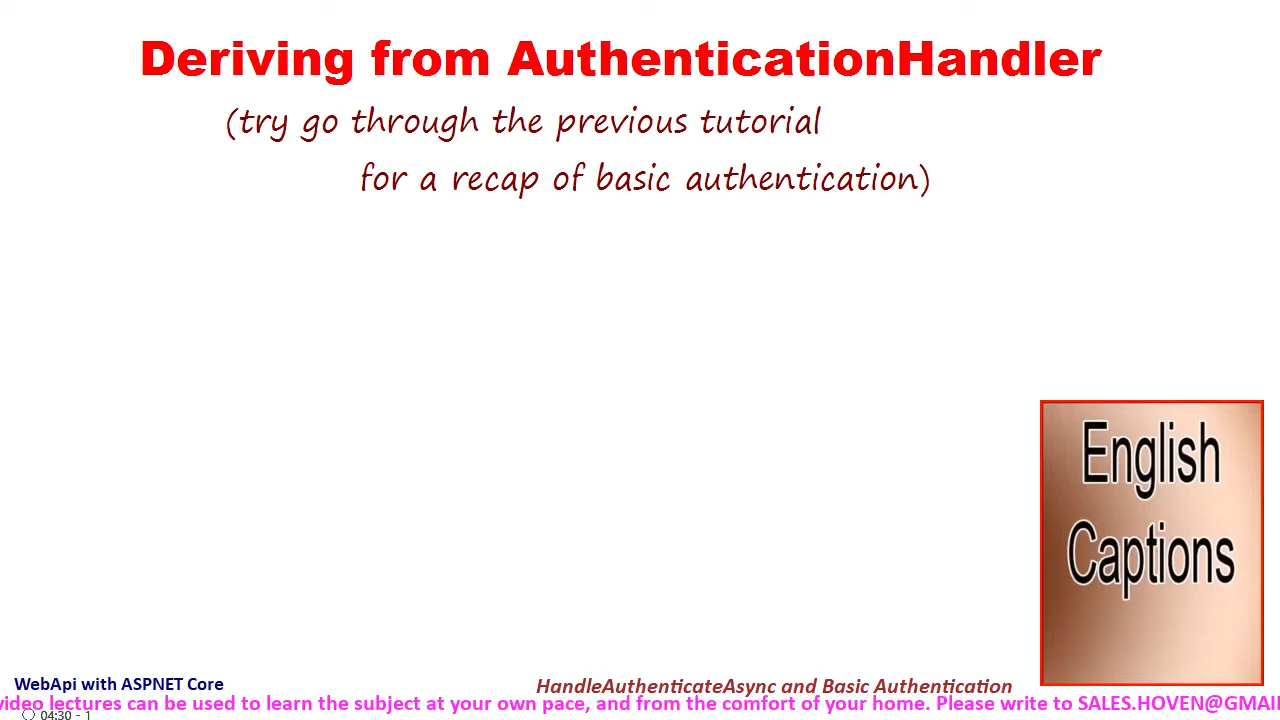 Deriving from AuthenticationHandler
(try go through the previous tutorial
for a recap of basic authentication)
English
Captions
WebApi with ASPNET Core
HandleAuthenticateAsync and Basic Authentication
video lectures can be used to learn the subject at your own pace, and from the comfort of your home. Please write to SALES.HOVEN@GMAI
04:30 - 1